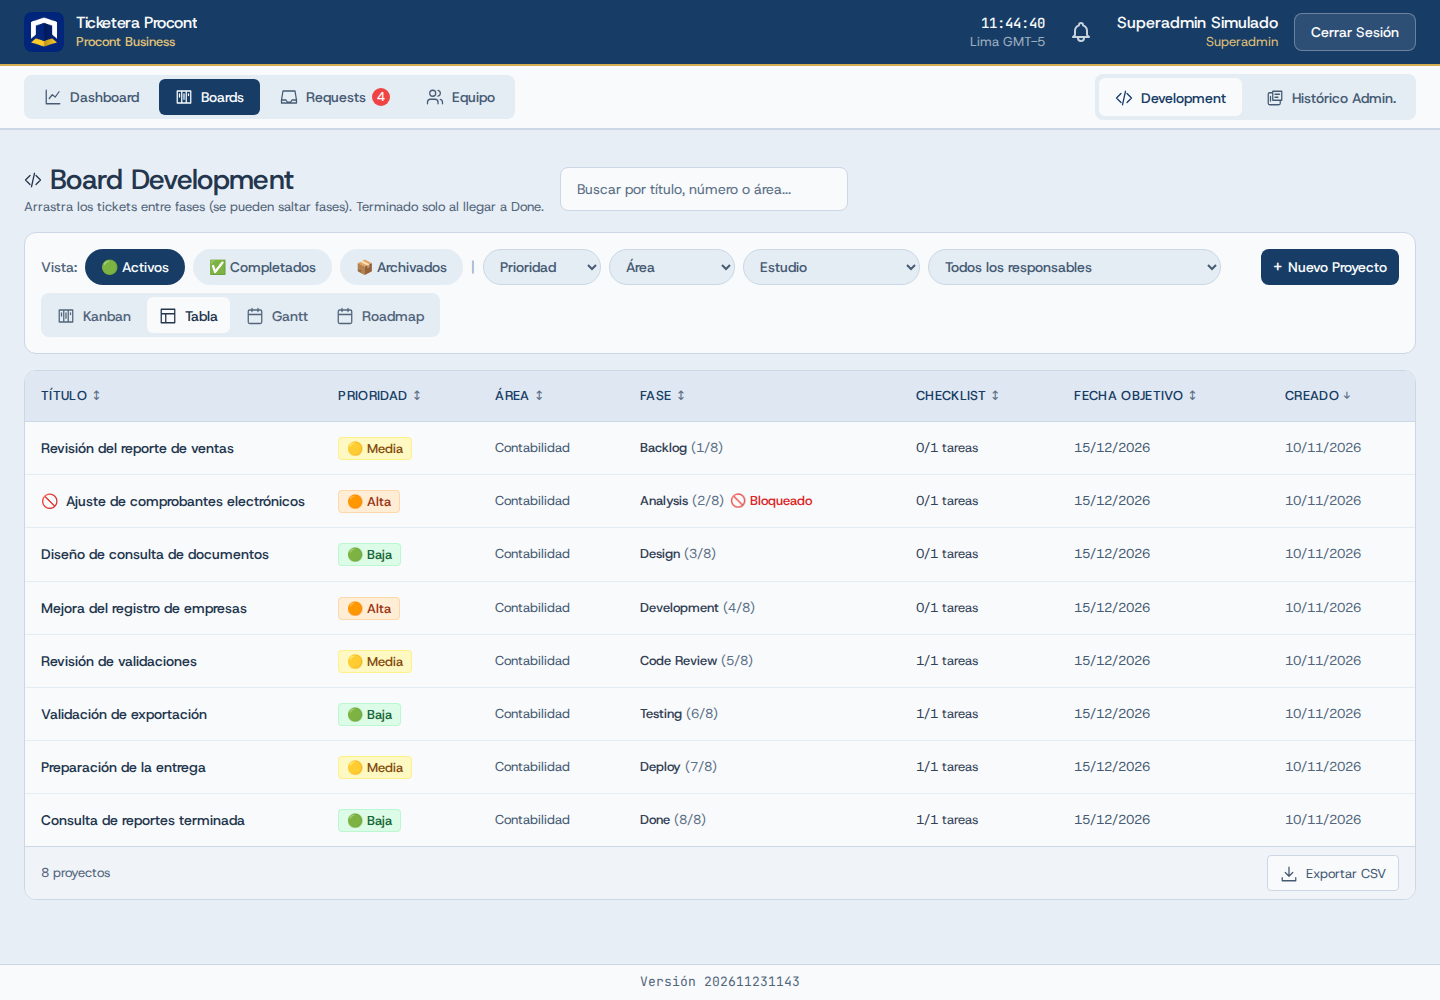 Ticketera Procont
Procont Business
11:44:40
Lima GMT-5
Superadmin Simulado
Superadmin
Cerrar Sesión
Dashboard Boards Requests 4 Equipo
Development Histórico Admin.
Board Development
Arrastra los tickets entre fases (se pueden saltar fases). Terminado solo al llegar a Done.
Buscar por título, número o área...
Vista: Activos Completados Archivados | Prioridad Área Estudio Todos los responsables + Nuevo Proyecto
Kanban Tabla Gantt Roadmap
TÍTULO ↕ PRIORIDAD ↕ ÁREA ↕ FASE ↕ CHECKLIST ↕ FECHA OBJETIVO ↕ CREADO ↓
Revisión del reporte de ventas Media Contabilidad Backlog (1/8) 0/1 tareas 15/12/2026 10/11/2026
Ajuste de comprobantes electrónicos Alta Contabilidad Analysis (2/8) Bloqueado 0/1 tareas 15/12/2026 10/11/2026
Diseño de consulta de documentos Baja Contabilidad Design (3/8) 0/1 tareas 15/12/2026 10/11/2026
Mejora del registro de empresas Alta Contabilidad Development (4/8) 0/1 tareas 15/12/2026 10/11/2026
Revisión de validaciones Media Contabilidad Code Review (5/8) 1/1 tareas 15/12/2026 10/11/2026
Validación de exportación Baja Contabilidad Testing (6/8) 1/1 tareas 15/12/2026 10/11/2026
Preparación de la entrega Media Contabilidad Deploy (7/8) 1/1 tareas 15/12/2026 10/11/2026
Consulta de reportes terminada Baja Contabilidad Done (8/8) 1/1 tareas 15/12/2026 10/11/2026
8 proyectos Exportar CSV
Versión 202611231143